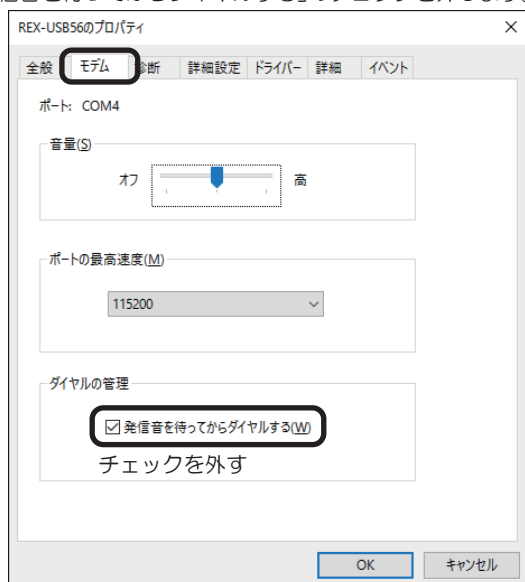 REX-USB56のプロパティ
全般 モデム 診断 詳細設定 ドライバー 詳細 イベント
ポート: COM4
音量(S)
オフ 高
ポートの最高速度(M)
115200
ダイヤルの管理
発信音を待ってからダイヤルする(W)
チェックを外す
OK キャンセル